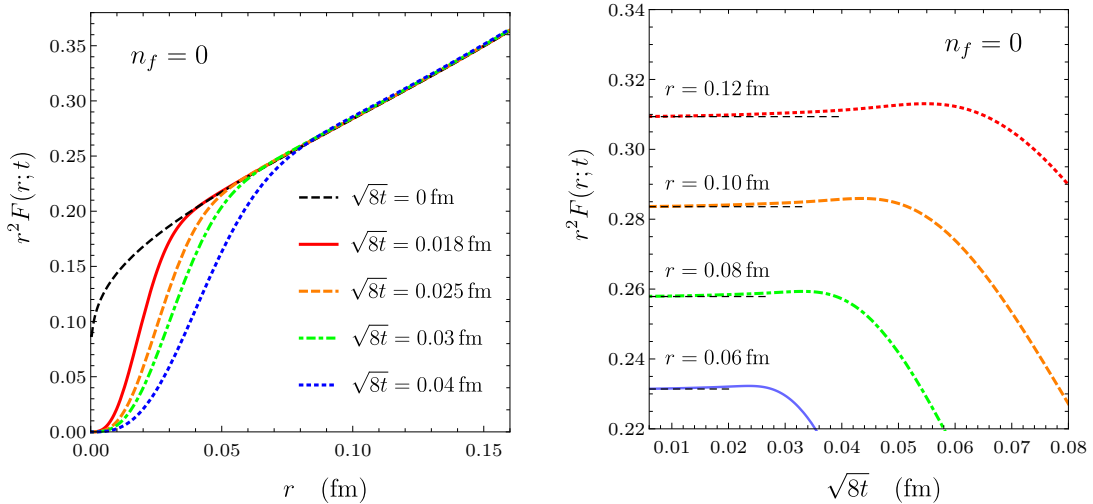 n_f = 0
r²F(r; t)
0.35
0.30
0.25
0.20
0.15
0.10
0.05
0.00
√8t = 0 fm
√8t = 0.018 fm
√8t = 0.025 fm
√8t = 0.03 fm
√8t = 0.04 fm
0.00
0.05
0.10
0.15
r (fm)
n_f = 0
r²F(r; t)
0.34
0.32
0.30
0.28
0.26
0.24
0.22
r = 0.12 fm
r = 0.10 fm
r = 0.08 fm
r = 0.06 fm
0.01
0.02
0.03
0.04
0.05
0.06
0.07
0.08
√8t (fm)